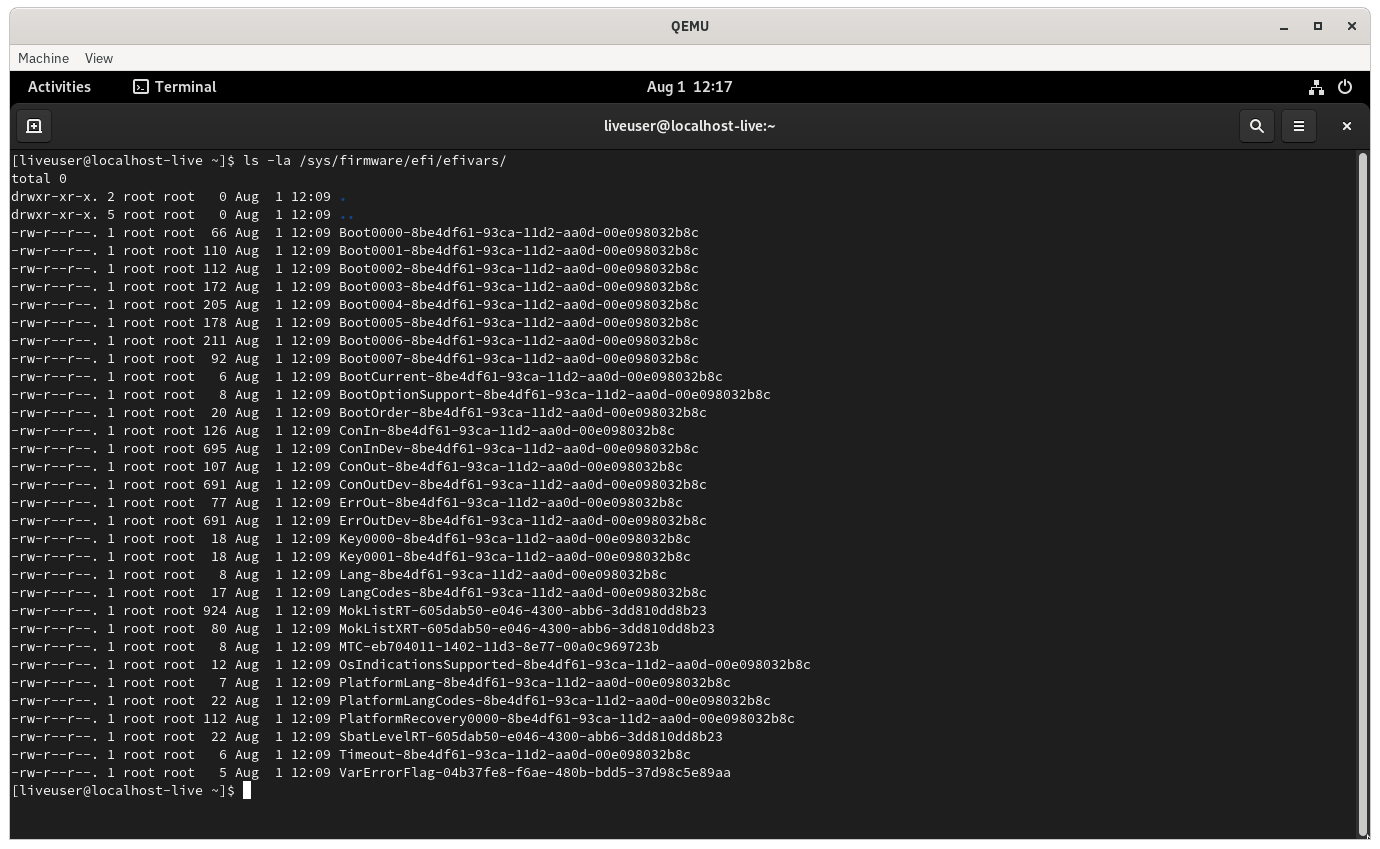 QEMU
Machine View
Activities Terminal Aug 1 12:17
liveuser@localhost-live:~
[liveuser@localhost-live ~]$ ls -la /sys/firmware/efi/efivars/
total 0
drwxr-xr-x. 2 root root   0 Aug  1 12:09 .
drwxr-xr-x. 5 root root   0 Aug  1 12:09 ..
-rw-r--r--. 1 root root  66 Aug  1 12:09 Boot0000-8be4df61-93ca-11d2-aa0d-00e098032b8c
-rw-r--r--. 1 root root 110 Aug  1 12:09 Boot0001-8be4df61-93ca-11d2-aa0d-00e098032b8c
-rw-r--r--. 1 root root 112 Aug  1 12:09 Boot0002-8be4df61-93ca-11d2-aa0d-00e098032b8c
-rw-r--r--. 1 root root 172 Aug  1 12:09 Boot0003-8be4df61-93ca-11d2-aa0d-00e098032b8c
-rw-r--r--. 1 root root 205 Aug  1 12:09 Boot0004-8be4df61-93ca-11d2-aa0d-00e098032b8c
-rw-r--r--. 1 root root 178 Aug  1 12:09 Boot0005-8be4df61-93ca-11d2-aa0d-00e098032b8c
-rw-r--r--. 1 root root 211 Aug  1 12:09 Boot0006-8be4df61-93ca-11d2-aa0d-00e098032b8c
-rw-r--r--. 1 root root  92 Aug  1 12:09 Boot0007-8be4df61-93ca-11d2-aa0d-00e098032b8c
-rw-r--r--. 1 root root   6 Aug  1 12:09 BootCurrent-8be4df61-93ca-11d2-aa0d-00e098032b8c
-rw-r--r--. 1 root root   8 Aug  1 12:09 BootOptionSupport-8be4df61-93ca-11d2-aa0d-00e098032b8c
-rw-r--r--. 1 root root  20 Aug  1 12:09 BootOrder-8be4df61-93ca-11d2-aa0d-00e098032b8c
-rw-r--r--. 1 root root 126 Aug  1 12:09 ConIn-8be4df61-93ca-11d2-aa0d-00e098032b8c
-rw-r--r--. 1 root root 695 Aug  1 12:09 ConInDev-8be4df61-93ca-11d2-aa0d-00e098032b8c
-rw-r--r--. 1 root root 107 Aug  1 12:09 ConOut-8be4df61-93ca-11d2-aa0d-00e098032b8c
-rw-r--r--. 1 root root 691 Aug  1 12:09 ConOutDev-8be4df61-93ca-11d2-aa0d-00e098032b8c
-rw-r--r--. 1 root root  77 Aug  1 12:09 ErrOut-8be4df61-93ca-11d2-aa0d-00e098032b8c
-rw-r--r--. 1 root root 691 Aug  1 12:09 ErrOutDev-8be4df61-93ca-11d2-aa0d-00e098032b8c
-rw-r--r--. 1 root root  18 Aug  1 12:09 Key0000-8be4df61-93ca-11d2-aa0d-00e098032b8c
-rw-r--r--. 1 root root  18 Aug  1 12:09 Key0001-8be4df61-93ca-11d2-aa0d-00e098032b8c
-rw-r--r--. 1 root root   8 Aug  1 12:09 Lang-8be4df61-93ca-11d2-aa0d-00e098032b8c
-rw-r--r--. 1 root root  17 Aug  1 12:09 LangCodes-8be4df61-93ca-11d2-aa0d-00e098032b8c
-rw-r--r--. 1 root root 924 Aug  1 12:09 MokListRT-605dab50-e046-4300-abb6-3dd810dd8b23
-rw-r--r--. 1 root root  80 Aug  1 12:09 MokListXRT-605dab50-e046-4300-abb6-3dd810dd8b23
-rw-r--r--. 1 root root   8 Aug  1 12:09 MTC-eb704011-1402-11d3-8e77-00a0c969723b
-rw-r--r--. 1 root root  12 Aug  1 12:09 OsIndicationsSupported-8be4df61-93ca-11d2-aa0d-00e098032b8c
-rw-r--r--. 1 root root   7 Aug  1 12:09 PlatformLang-8be4df61-93ca-11d2-aa0d-00e098032b8c
-rw-r--r--. 1 root root  22 Aug  1 12:09 PlatformLangCodes-8be4df61-93ca-11d2-aa0d-00e098032b8c
-rw-r--r--. 1 root root 112 Aug  1 12:09 PlatformRecovery0000-8be4df61-93ca-11d2-aa0d-00e098032b8c
-rw-r--r--. 1 root root  22 Aug  1 12:09 SbatLevelRT-605dab50-e046-4300-abb6-3dd810dd8b23
-rw-r--r--. 1 root root   6 Aug  1 12:09 Timeout-8be4df61-93ca-11d2-aa0d-00e098032b8c
-rw-r--r--. 1 root root   5 Aug  1 12:09 VarErrorFlag-04b37fe8-f6ae-480b-bdd5-37d98c5e89aa
[liveuser@localhost-live ~]$